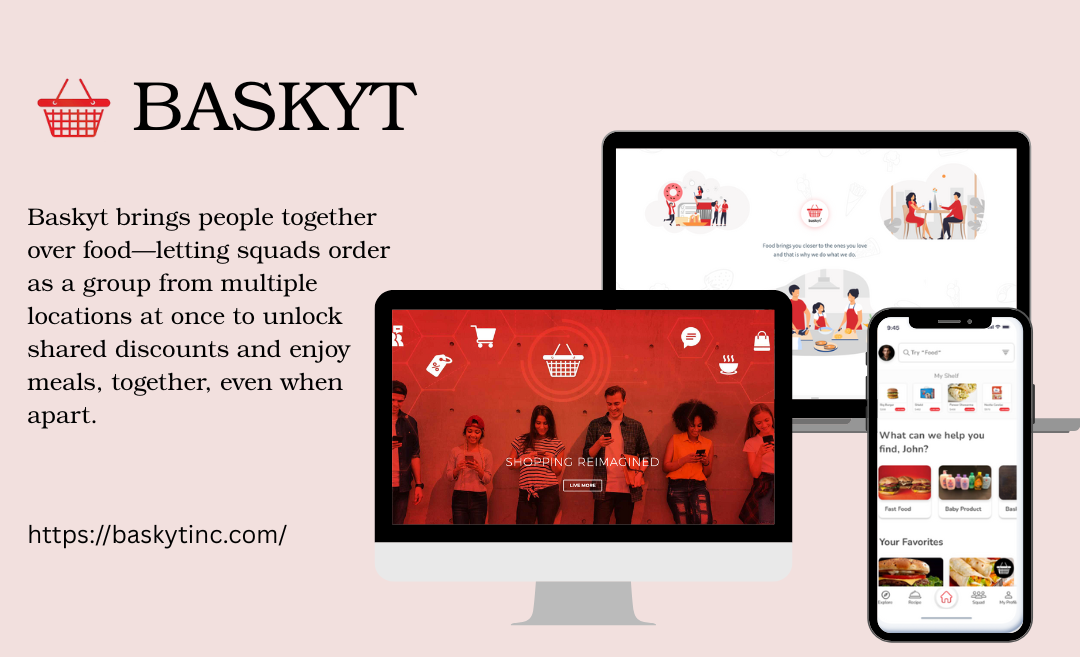 BASKYT
Baskyt brings people together
over food—letting squads order
as a group from multiple
locations at once to unlock
shared discounts and enjoy
meals, together, even when
apart.
https://baskytinc.com/
Food brings you closer to the ones you love
and that is why we do what we do.
SHOPPING REIMAGINED
LIVE MORE
9:45
Try "Food"
My Shelf
What can we help you
find, John?
Fast Food
Baby Product
Your Favorites
Explore
Recipe
Squad
My Profile